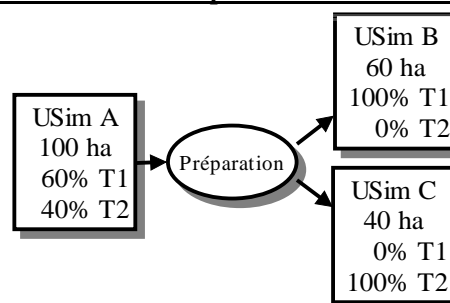 USim A
100 ha
60% T1
40% T2
Préparation
USim B
60 ha
100% T1
0% T2
USim C
40 ha
0% T1
100% T2